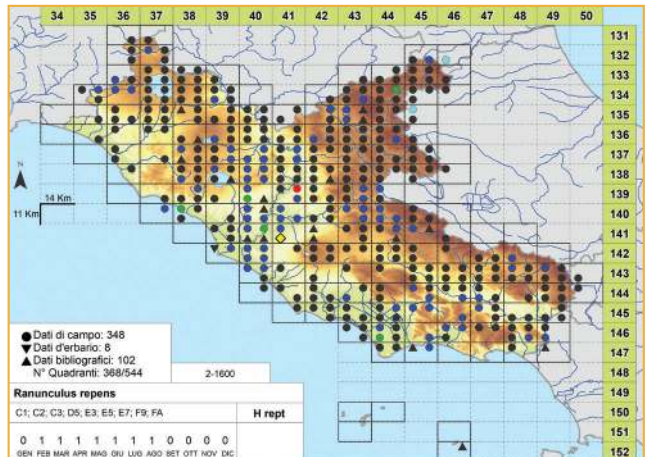 34 35 36 37 38 39 40 41 42 43 44 45 46 47 48 49 50
131
132
133
134
135
136
137
138
139
140
141
142
143
144
145
146
147
150
151
152
N
14 Km
11 Km
Dati di campo: 348
Dati d'erbario: 8
Dati bibliografici: 102
N° Quadranti: 368/544
2-1600
Ranunculus repens
C1; C2; C3; D5; E3; E5; E7; F9; FA
H rept
0 1 1 1 1 1 1 1 0 0 0 0
GEN FEB MAR APR MAG GIU LUG AGO SET OTT NOV DIC